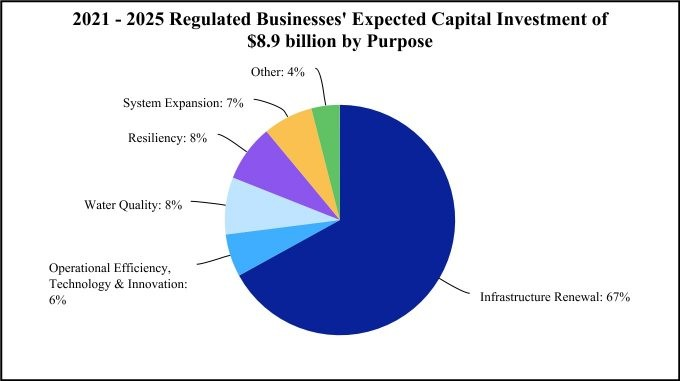 2021 - 2025 Regulated Businesses' Expected Capital Investment of
$8.9 billion by Purpose
Other: 4%
System Expansion: 7%
Resiliency: 8%
Water Quality: 8%
Operational Efficiency,
Technology & Innovation:
6%
Infrastructure Renewal: 67%